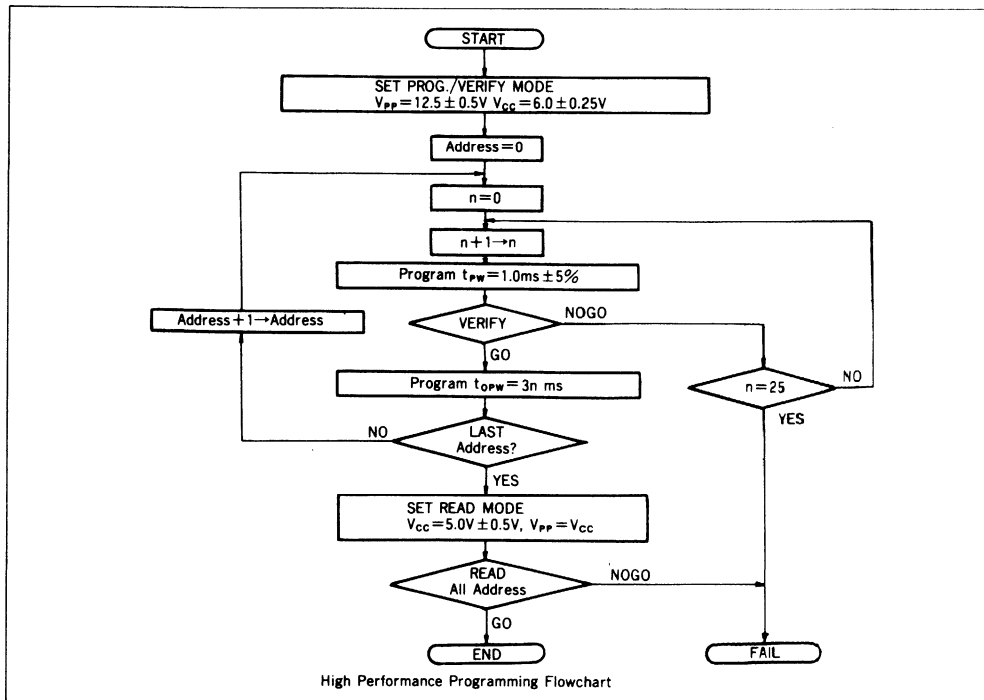 START
SET PROG./VERIFY MODE
VPP=12.5±0.5V VCC=6.0±0.25V
Address=0
n=0
n+1→n
Program tPW=1.0ms±5%
Address+1→Address
VERIFY
NOGO
GO
Program tOPW=3n ms
n=25
NO
YES
NO
LAST
Address?
YES
SET READ MODE
VCC=5.0V±0.5V, VPP=VCC
READ
All Address
NOGO
GO
END
FAIL
High Performance Programming Flowchart